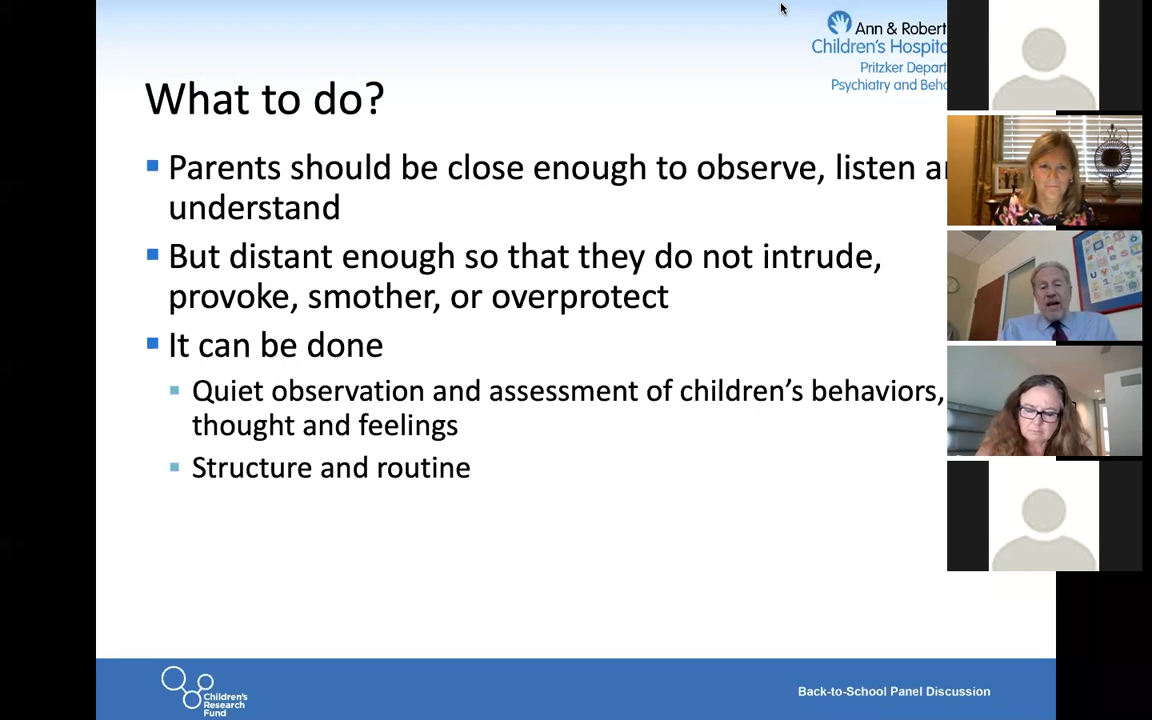 Ann & Robert
Children's Hospita
Pritzker Depart
Psychiatry and Beha
What to do?
Parents should be close enough to observe, listen
understand
But distant enough so that they do not intrude,
provoke, smother, or overprotect
It can be done
Quiet observation and assessment of children's behaviors,
thought and feelings
Structure and routine
Children's
Research
Fund
Back-to-School Panel Discussion